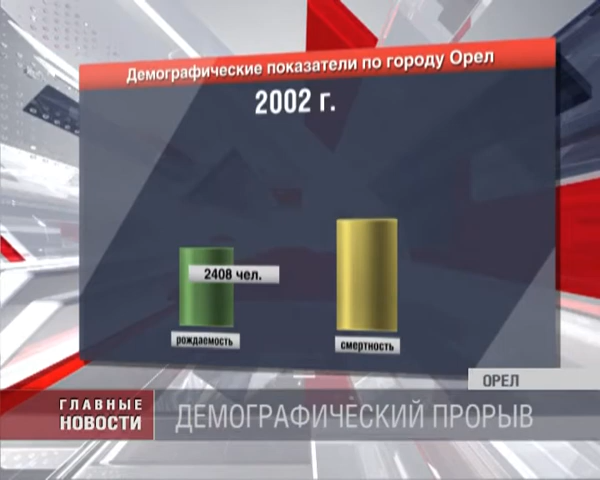 Демографические показатели по городу Орел
2002 г.
2408 чел.
рождаемость
смертность
ОРЕЛ
ГЛАВНЫЕ
НОВОСТИ
ДЕМОГРАФИЧЕСКИЙ ПРОРЫВ